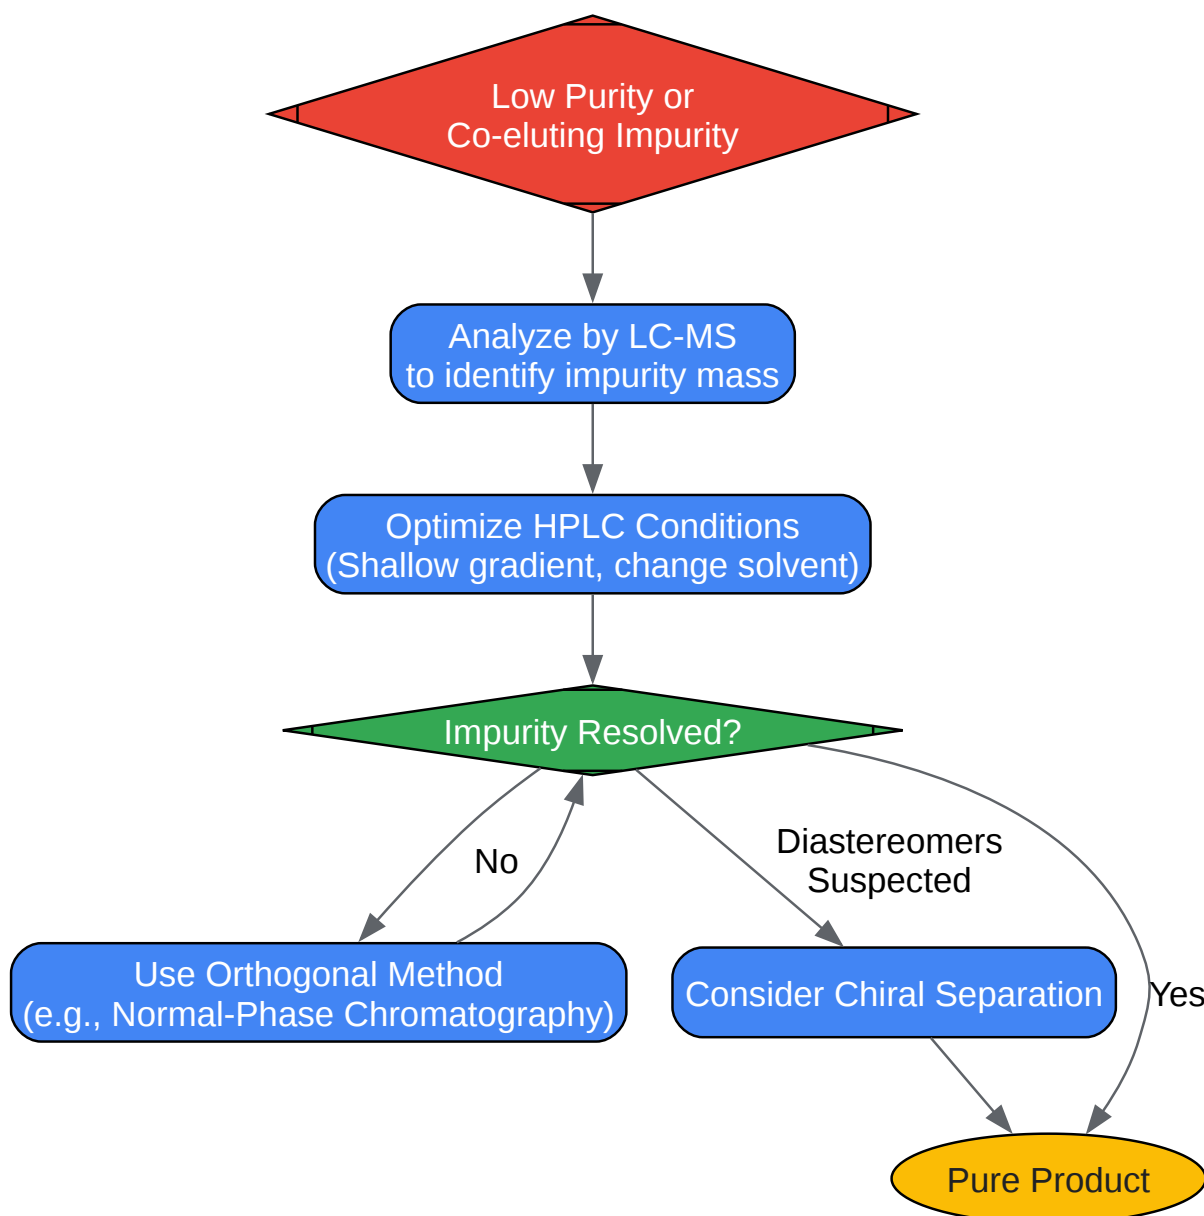 Low Purity or
Co-eluting Impurity
Analyze by LC-MS
to identify impurity mass
Optimize HPLC Conditions
(Shallow gradient, change solvent)
Impurity Resolved?
No
Diastereomers
Suspected
Yes
Use Orthogonal Method
(e.g., Normal-Phase Chromatography)
Consider Chiral Separation
Pure Product